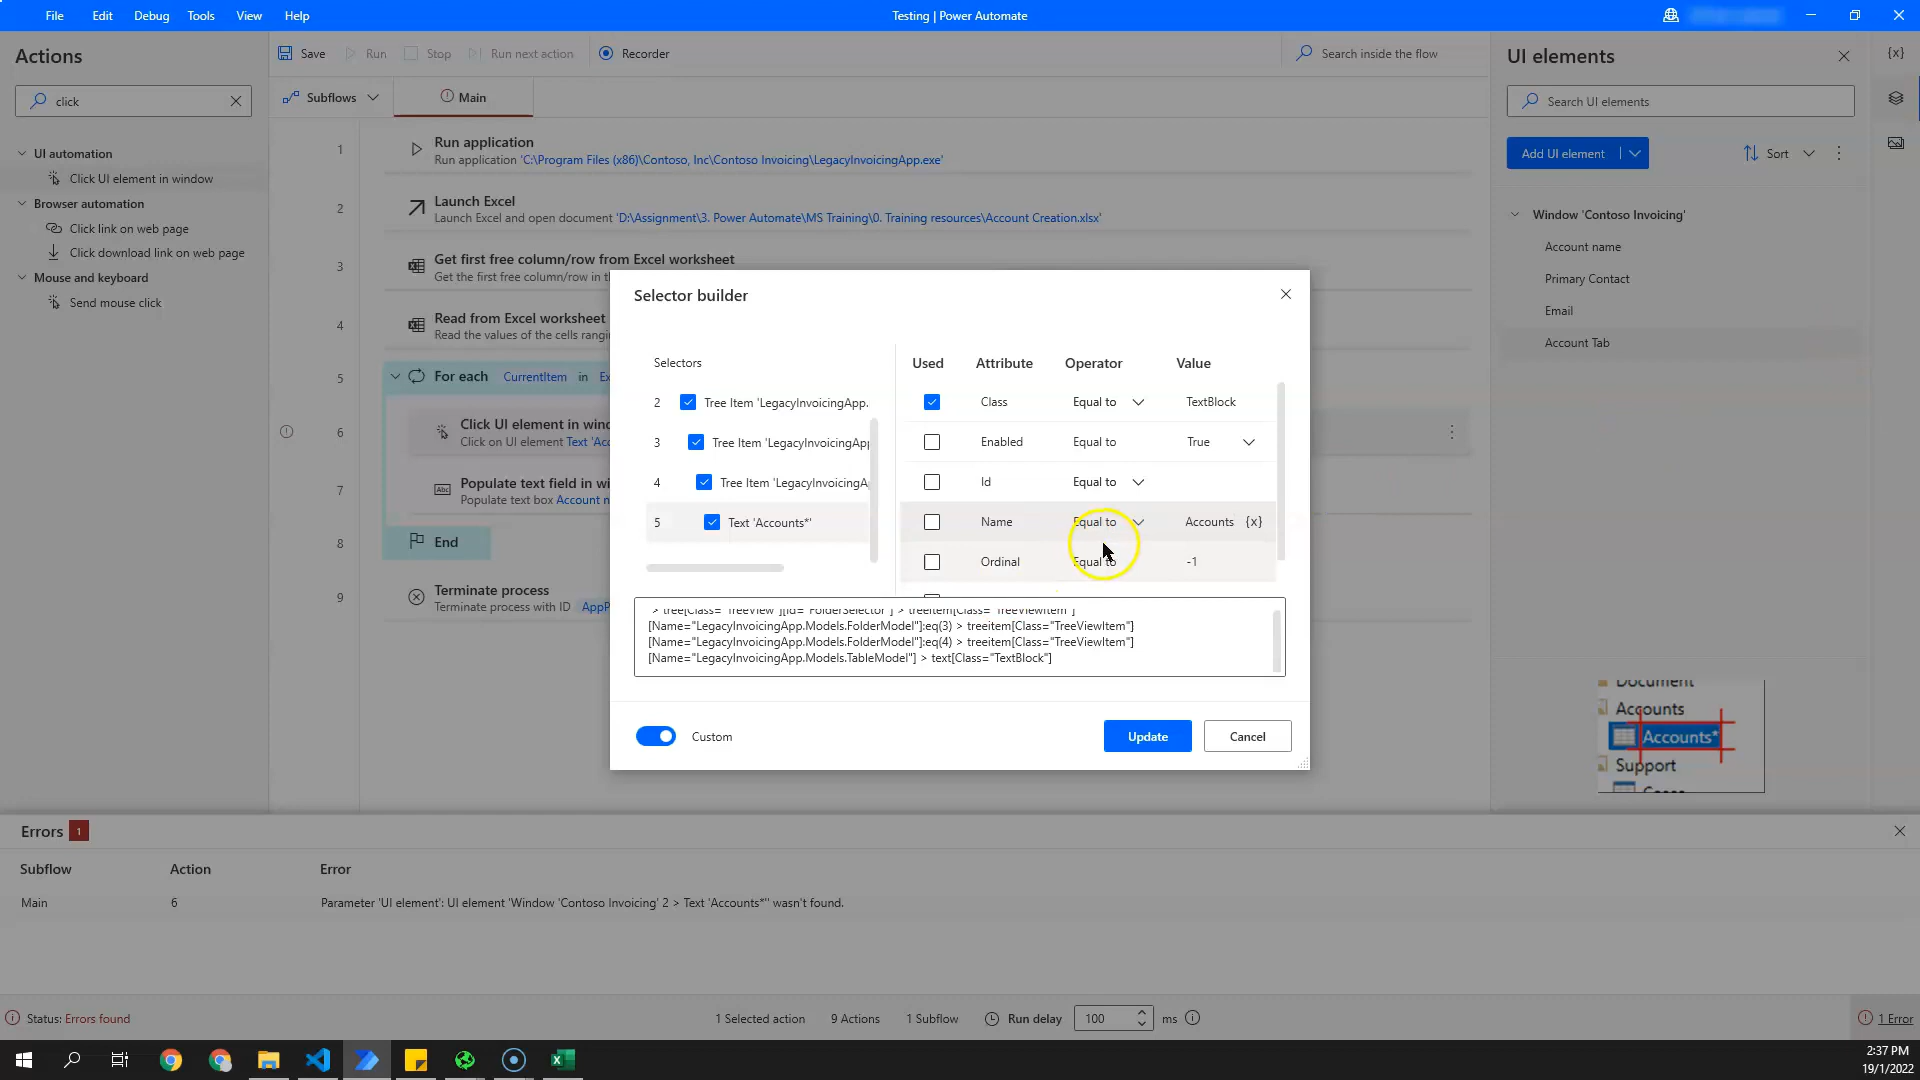 File Edit Debug Tools View Help
Testing | Power Automate
Actions
click
UI automation
Click UI element in window
Browser automation
Click link on web page
Click download link on web page
Mouse and keyboard
Send mouse click
Save Run Stop Run next action Recorder
Search inside the flow
Subflows
Main
1
Run application
Run application 'C:\Program Files (x86)\Contoso, Inc\Contoso Invoicing\LegacyInvoicingApp.exe'
2
Launch Excel
Launch Excel and open document 'D:\Assignment\3. Power Automate\MS Training\0. Training resources\Account Creation.xlsx'
3
Get first free column/row from Excel worksheet
Get the first free column/row in th
4
Read from Excel worksheet
Read the values of the cells rangin
5
For each CurrentItem in Ex
6
Click UI element in wind
Click on UI element Text 'Acc
7
Abc
Populate text field in wi
Populate text box Account n
8
End
9
Terminate process
Terminate process with ID AppP
Selector builder
Selectors
2 Tree Item 'LegacyInvoicingApp.
3 Tree Item 'LegacyInvoicingApp
4 Tree Item 'LegacyInvoicingA
5 Text 'Accounts*'
Used Attribute Operator Value
Class Equal to TextBlock
Enabled Equal to True
Id Equal to
Name Equal to Accounts {x}
Ordinal Equal to -1
> tree[Class="TreeView"][Id="FolderSelector"] > treeitem[Class="TreeViewItem"]
[Name="LegacyInvoicingApp.Models.FolderModel"]:eq(3) > treeitem[Class="TreeViewItem"]
[Name="LegacyInvoicingApp.Models.FolderModel"]:eq(4) > treeitem[Class="TreeViewItem"]
[Name="LegacyInvoicingApp.Models.TableModel"] > text[Class="TextBlock"]
Custom
Update
Cancel
UI elements
{x}
Search UI elements
Add UI element
Sort
Window 'Contoso Invoicing'
Account name
Primary Contact
Email
Account Tab
Document
Accounts
Accounts*
Support
Cases
Errors 1
Subflow Action Error
Main 6 Parameter 'UI element': UI element 'Window 'Contoso Invoicing' 2 > Text 'Accounts*'' wasn't found.
Status: Errors found
1 Selected action
9 Actions
1 Subflow
Run delay 100 ms
1 Error
2:37 PM
19/1/2022